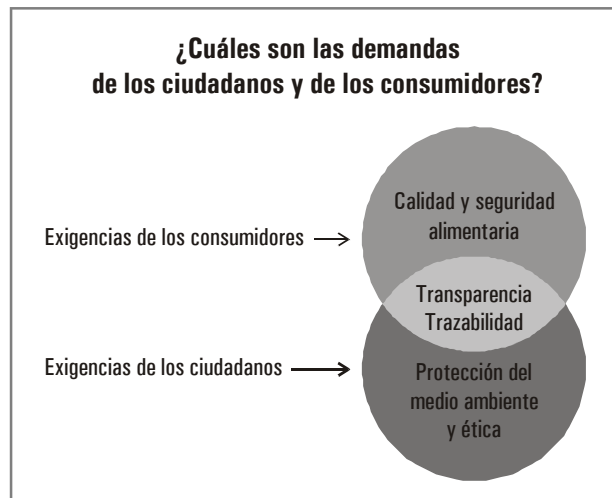 ¿Cuáles son las demandas
de los ciudadanos y de los consumidores?
Calidad y seguridad
alimentaria
Exigencias de los consumidores
Transparencia
Trazabilidad
Exigencias de los ciudadanos
Protección del
medio ambiente
y ética